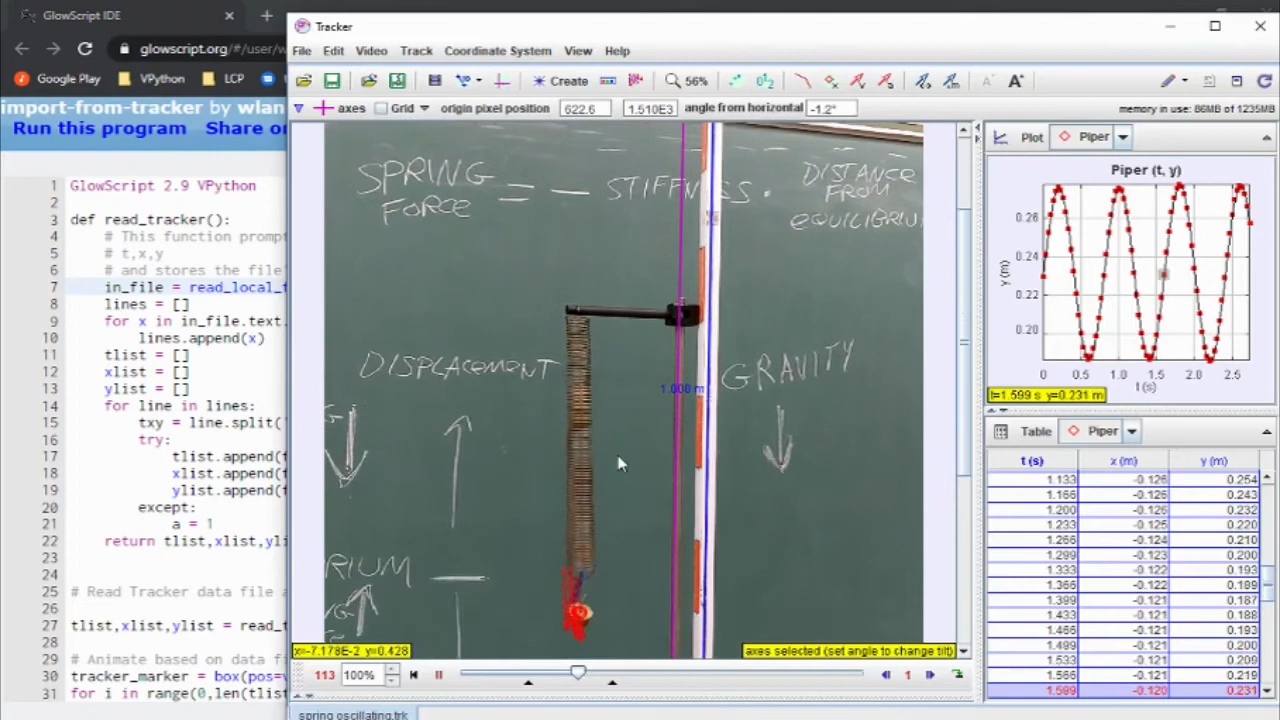 GlowScript IDE
glowscript.org/#/user/w
Google Play
VPython
LCP
import-from-tracker by wlan
Run this program Share or
1 GlowScript 2.9 VPython
2
3 def read_tracker():
4 # This function promp
5 # t,x,y
6 # and stores the file'
7 in_file = read_local_f
8 lines = []
9 for x in in_file.text.
10 lines.append(x)
11 tlist = []
12 xlist = []
13 ylist = []
14 for line in lines:
15 txy = line.split('
16 try:
17 tlist.append(f
18 xlist.append(f
19 ylist.append(f
20 except:
21 a = 1
22 return tlist,xlist,yli
23
24
25 # Read Tracker data file a
26
27 tlist,xlist,ylist = read_t
28
29 # Animate based on data fi
30 tracker_marker = box(pos=v
31 for i in range(0,len(tlist
Tracker
File Edit Video Track Coordinate System View Help
Create
56%
axes Grid origin pixel position 622.6 1.510E3 angle from horizontal -1.2°
memory in use: 86MB of 1235MB
SPRING FORCE = — STIFFNESS · DISTANCE FROM EQUILIBRIU
DISPLACEMENT
1.000 m
GRAVITY
RIUM
x=-7.178E-2 y=0.428
axes selected (set angle to change tilt)
113 100%
1
spring oscillating.trk
Plot Piper
Piper (t, y)
y (m)
0.26
0.24
0.22
0.20
0 0.5 1.0 1.5 2.0 2.5
t (s)
t=1.599 s y=0.231 m
Table Piper
t (s) x (m) y (m)
1.133 -0.126 0.254
1.166 -0.126 0.243
1.200 -0.126 0.232
1.233 -0.125 0.220
1.266 -0.124 0.210
1.299 -0.123 0.200
1.333 -0.122 0.193
1.366 -0.122 0.189
1.399 -0.121 0.187
1.433 -0.121 0.188
1.466 -0.121 0.193
1.499 -0.121 0.200
1.533 -0.121 0.209
1.566 -0.121 0.219
1.599 -0.120 0.231